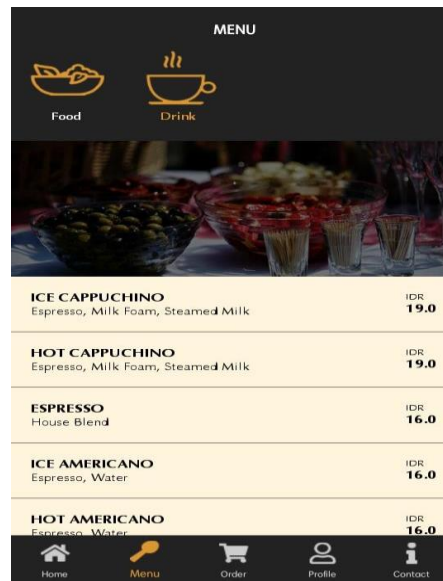 MENU
Food
Drink
ICE CAPPUCHINO
IDR
Espresso, Milk Foam, Steamed Milk
19.0
HOT CAPPUCHINO
IDR
Espresso, Milk Foam, Steamed Milk
19.0
ESPRESSO
IDR
House Blend
16.0
ICE AMERICANO
IDR
Espresso, Water
16.0
HOT AMERICANO
IDR
Espresso, Water
16.0
Home
Menu
Order
Profile
Contact